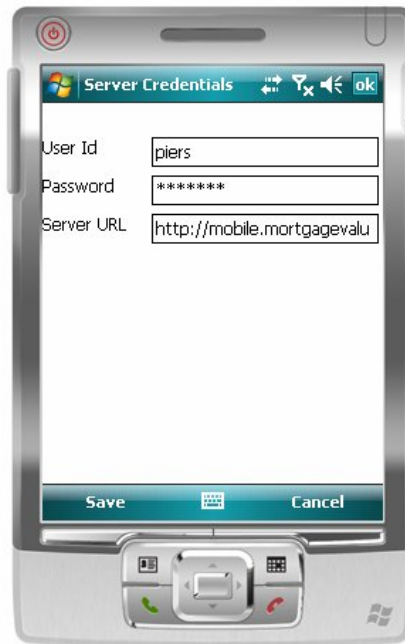 Server Credentials ok
User Id piers
Password *******
Server URL http://mobile.mortgagevalu
Save Cancel